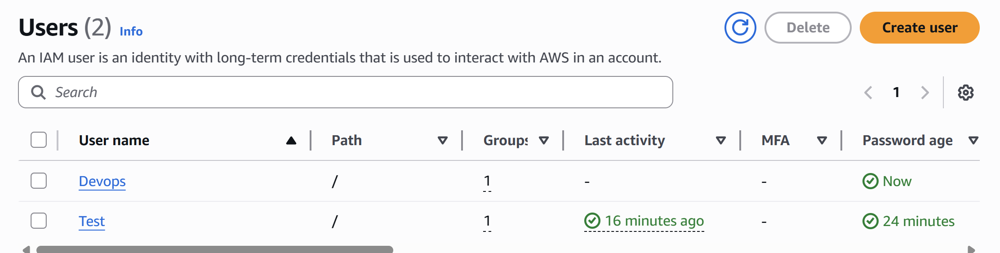 Users (2) Info
Delete
Create user
An IAM user is an identity with long-term credentials that is used to interact with AWS in an account.
Search
1
User name Path Groups Last activity MFA Password age
Devops / 1 - - Now
Test / 1 16 minutes ago - 24 minutes